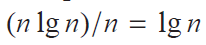 (n lg n)/n = lg n